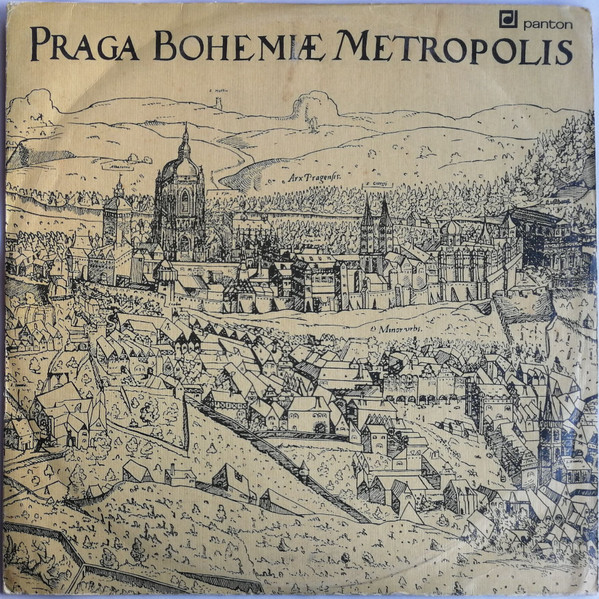 panton
PRAGA BOHEMIÆ METROPOLIS
Arx Pragensis.
Minor urbs.